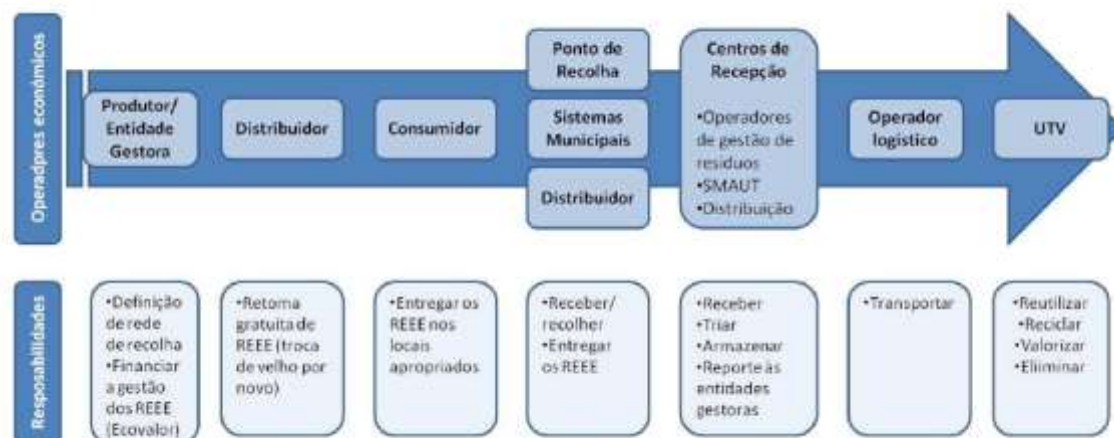 Operadpres económicos
Produtor/
Entidade
Gestora
Distribuidor
Consumidor
Ponto de
Recolha
Sistemas
Municipais
Distribuidor
Centros de
Recepção
•Operadores
de gestão de
resíduos
•SMAUT
•Distribuição
Operador
logístico
UTV
Resposabilidades
•Definição
de rede
de recolha
•Financiar
a gestão
dos REEE
(Ecovalor)
•Retoma
gratuita de
REEE (troca
de velho por
novo)
•Entregar os
REEE nos
locais
apropriados
•Receber/
recolher
•Entregar
os REEE
•Receber
•Triar
•Armazenar
•Reporte às
entidades
gestoras
•Transportar
•Reutilizar
•Reciclar
•Valorizar
•Eliiminar